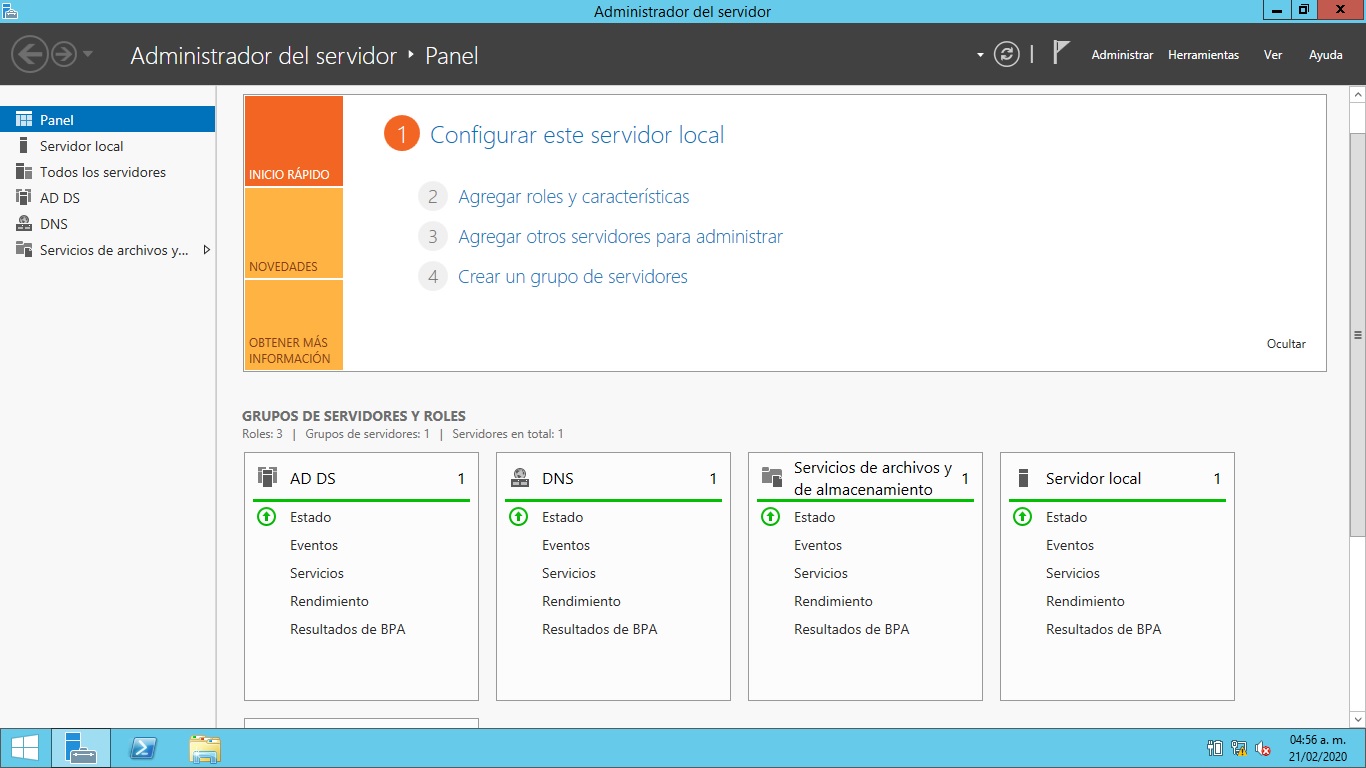 Administrador del servidor
Administrador del servidor ‣ Panel
Administrar Herramientas Ver Ayuda
Panel
Servidor local
Todos los servidores
AD DS
DNS
Servicios de archivos y...
INICIO RÁPIDO
NOVEDADES
OBTENER MÁS
INFORMACIÓN
1 Configurar este servidor local
2 Agregar roles y características
3 Agregar otros servidores para administrar
4 Crear un grupo de servidores
Ocultar
GRUPOS DE SERVIDORES Y ROLES
Roles: 3 | Grupos de servidores: 1 | Servidores en total: 1
AD DS 1
Estado
Eventos
Servicios
Rendimiento
Resultados de BPA
DNS 1
Estado
Eventos
Servicios
Rendimiento
Resultados de BPA
Servicios de archivos y
de almacenamiento 1
Estado
Eventos
Servicios
Rendimiento
Resultados de BPA
Servidor local 1
Estado
Eventos
Servicios
Rendimiento
Resultados de BPA
04:56 a. m.
21/02/2020